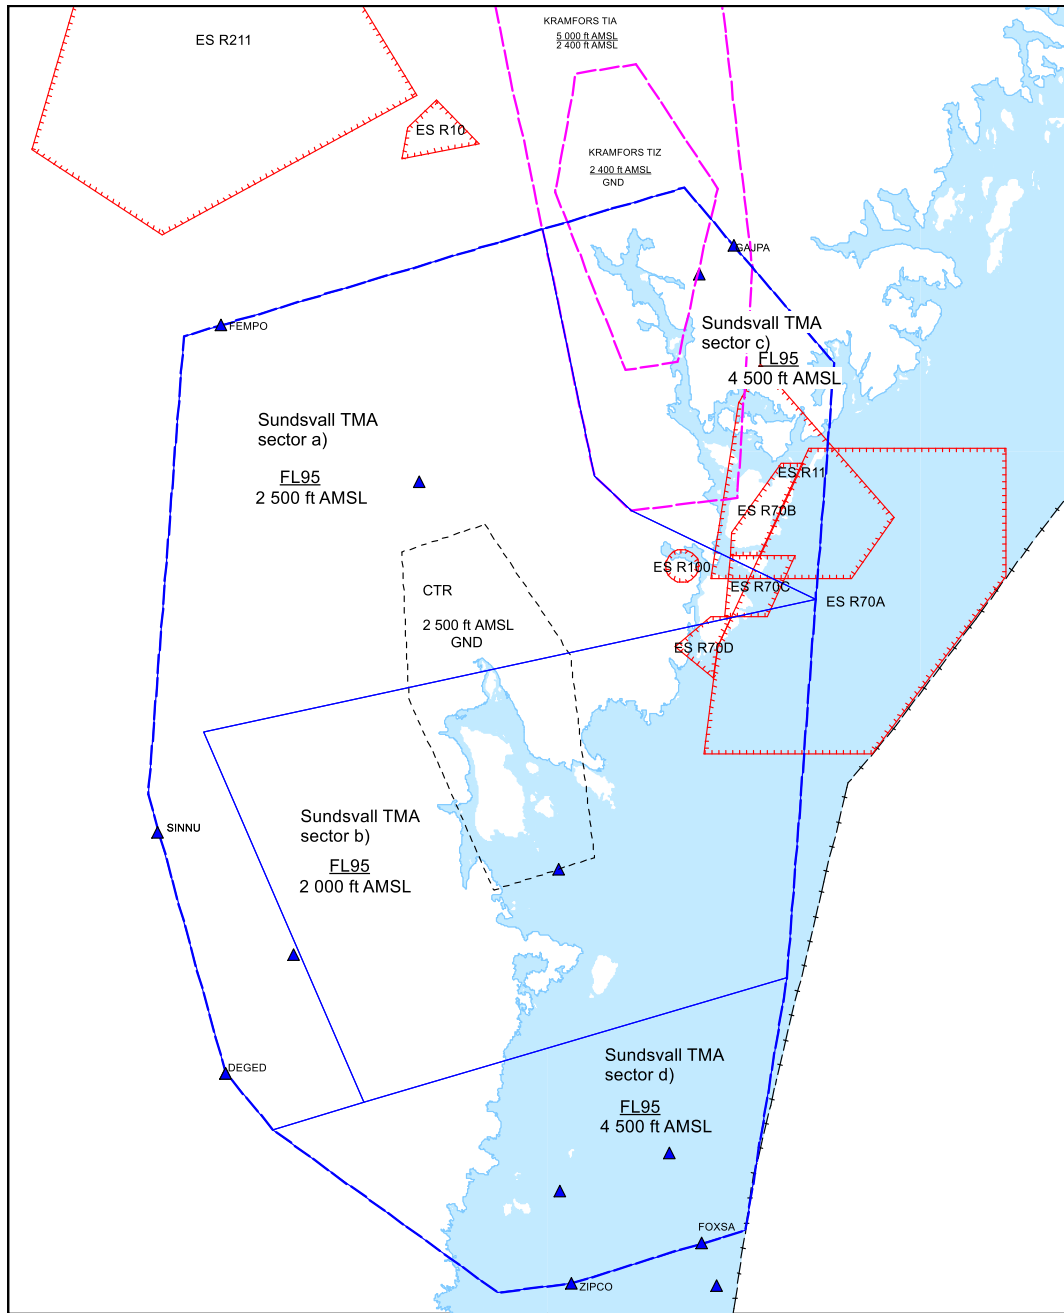 KRAMFORS TIA
5 000 ft AMSL
2 400 ft AMSL
ES R211
ES R10
KRAMFORS TIZ
2 400 ft AMSL
GND
GAJPA
FEMPO
Sundsvall TMA
sector c)
FL95
4 500 ft AMSL
Sundsvall TMA
sector a)
FL95
2 500 ft AMSL
ES R11
ES R70B
ES R100
ES R70C
ES R70A
CTR
2 500 ft AMSL
GND
ES R70D
Sundsvall TMA
sector b)
FL95
2 000 ft AMSL
SINNU
DEGED
Sundsvall TMA
sector d)
FL95
4 500 ft AMSL
FOXSA
ZIPCO